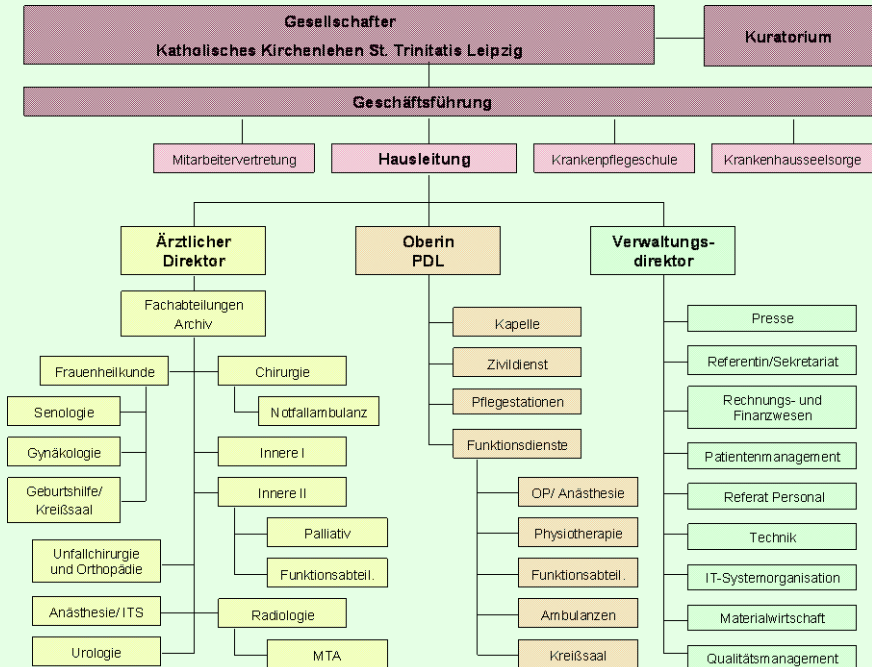 Gesellschafter
Katholisches Kirchenlehen St. Trinitatis Leipzig
Kuratorium
Geschäftsführung
Mitarbeitervertretung
Hausleitung
Krankenpflegeschule
Krankenhausseelsorge
Ärztlicher
Direktor
Oberin
PDL
Verwaltungs-
direktor
Fachabteilungen
Archiv
Frauenheilkunde
Chirurgie
Senologie
Notfallambulanz
Gynäkologie
Innere I
Geburtshilfe/
Kreißsaal
Innere II
Palliativ
Unfallchirurgie
und Orthopädie
Funktionsabteil.
Anästhesie/ ITS
Radiologie
Urologie
MTA
Kapelle
Zivildienst
Pflegestationen
Funktionsdienste
OP/ Anästhesie
Physiotherapie
Funktionsabteil.
Ambulanzen
Kreißsaal
Presse
Referentin/Sekretariat
Rechnungs- und
Finanzwesen
Patientenmanagement
Referat Personal
Technik
IT-Systemorganisation
Materialwirtschaft
Qualitätsmanagement